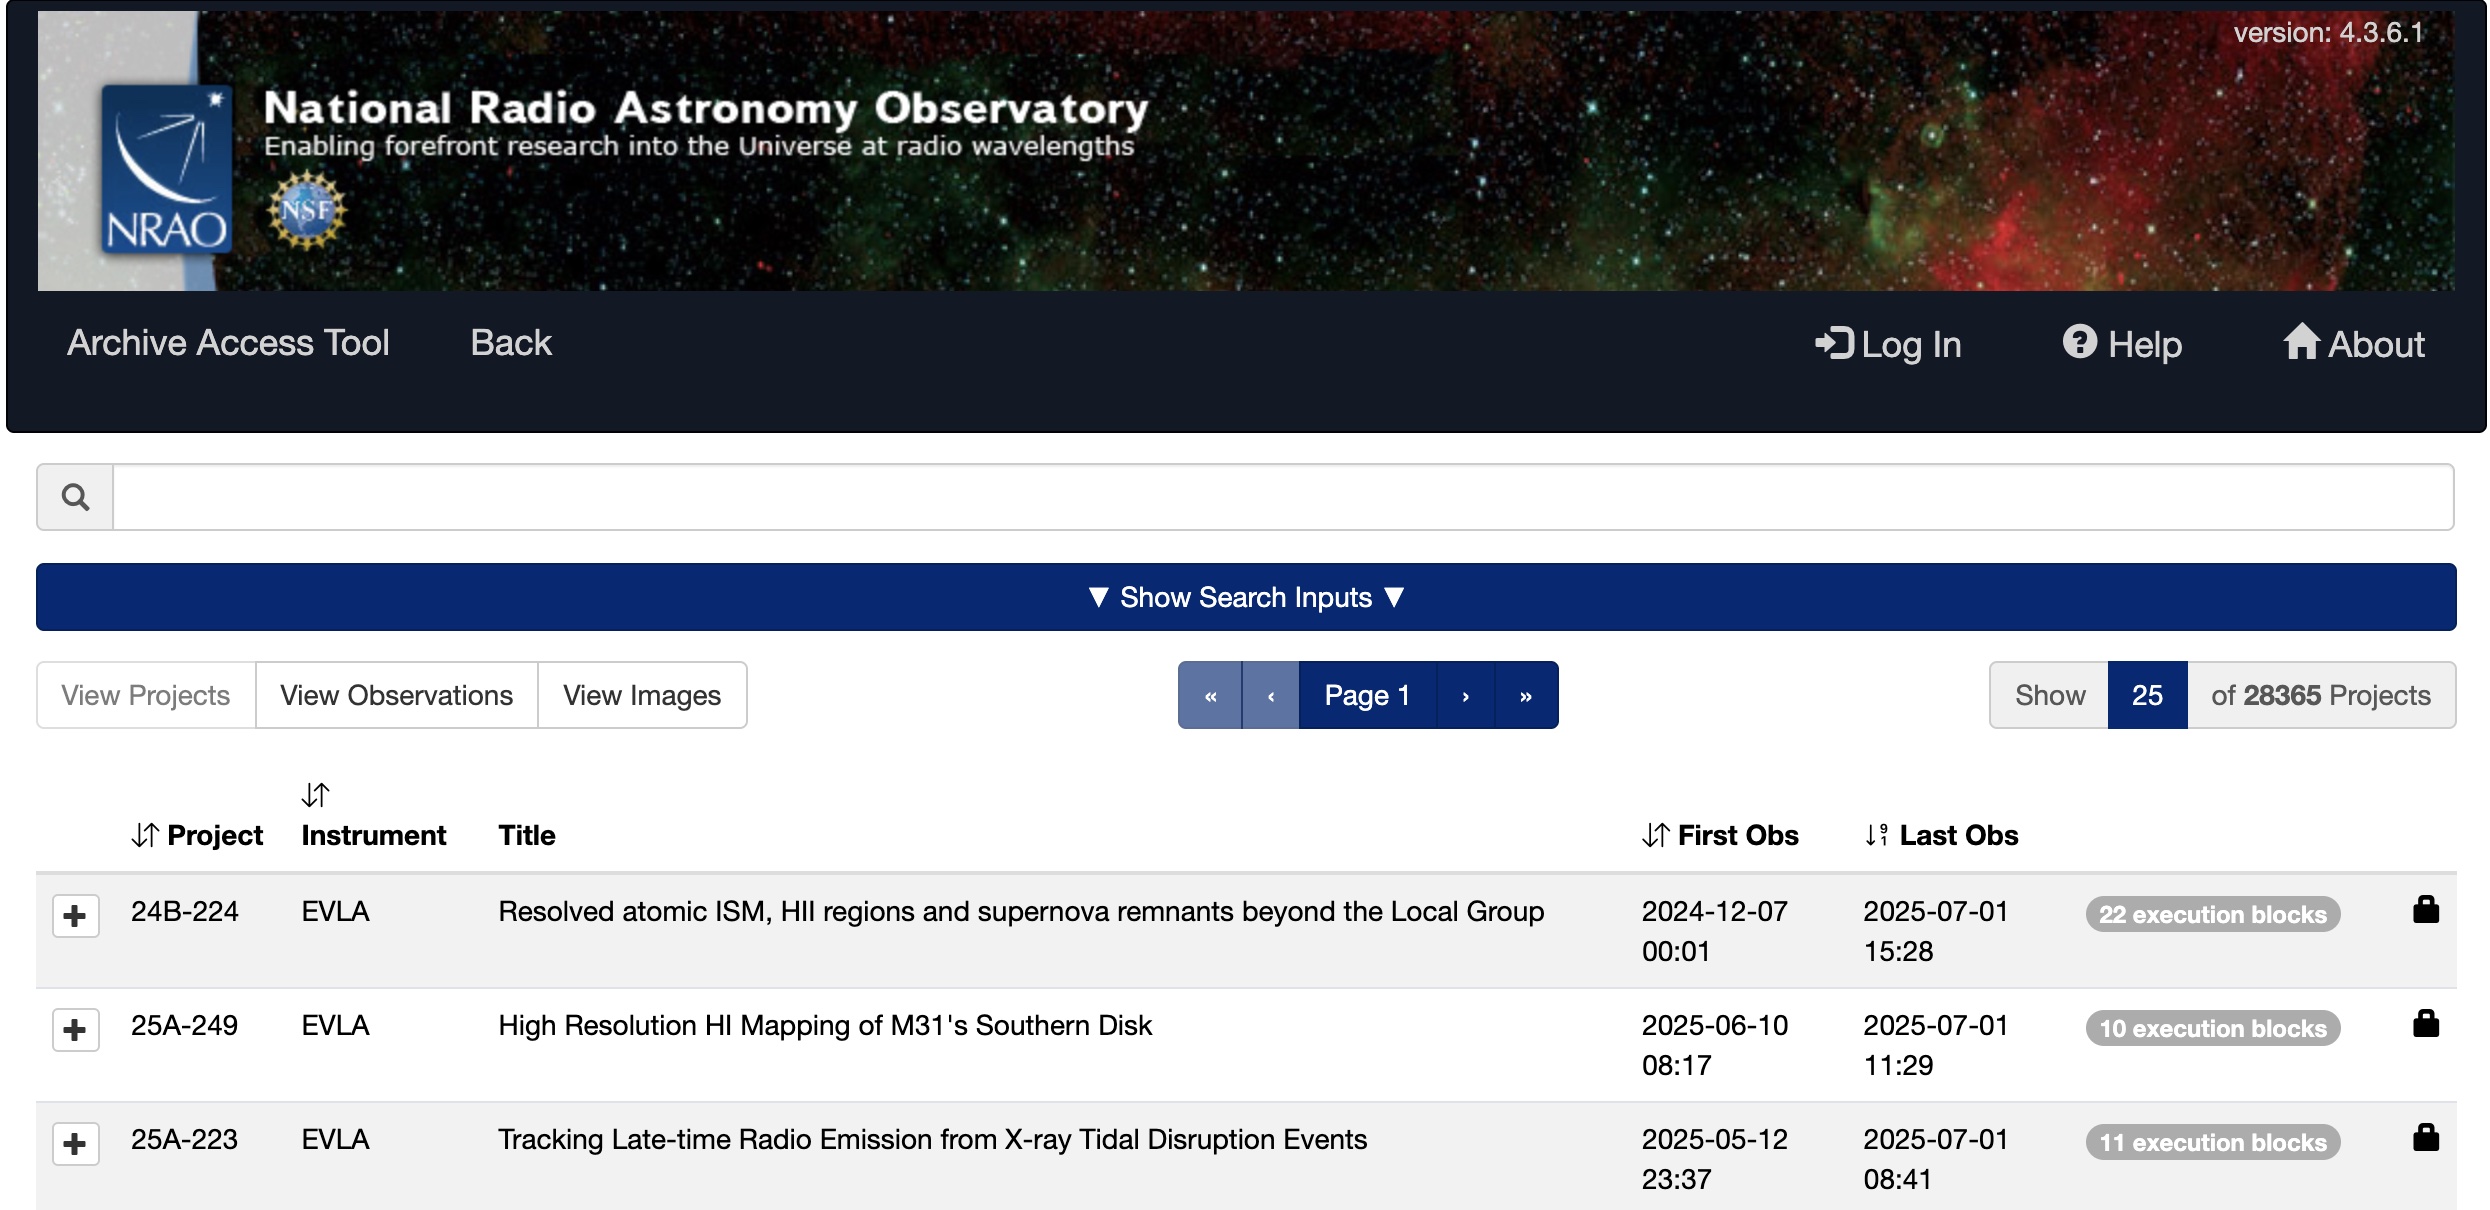 version: 4.3.6.1
National Radio Astronomy Observatory
Enabling forefront research into the Universe at radio wavelengths
NRAO
NSF
Archive Access Tool Back Log In Help About
▼ Show Search Inputs ▼
View Projects View Observations View Images « ‹ Page 1 › » Show 25 of 28365 Projects
Project Instrument Title First Obs Last Obs
24B-224 EVLA Resolved atomic ISM, HII regions and supernova remnants beyond the Local Group 2024-12-07 2025-07-01 22 execution blocks
00:01 15:28
25A-249 EVLA High Resolution HI Mapping of M31's Southern Disk 2025-06-10 2025-07-01 10 execution blocks
08:17 11:29
25A-223 EVLA Tracking Late-time Radio Emission from X-ray Tidal Disruption Events 2025-05-12 2025-07-01 11 execution blocks
23:37 08:41